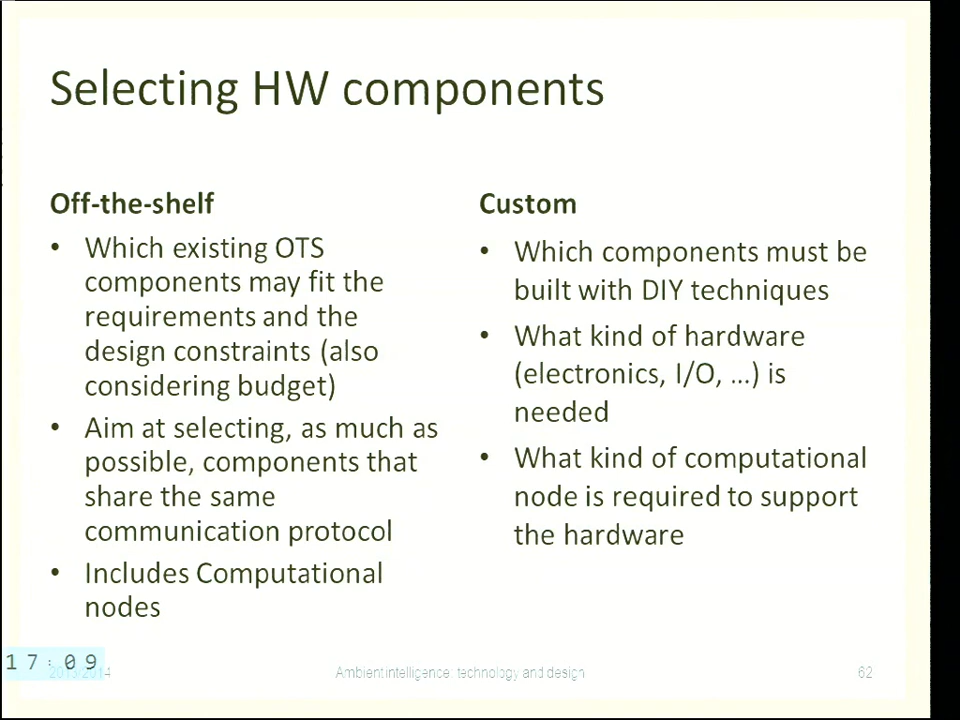 Selecting HW components
Off-the-shelf
• Which existing OTS
components may fit the
requirements and the
design constraints (also
considering budget)
• Aim at selecting, as much as
possible, components that
share the same
communication protocol
• Includes Computational
nodes
Custom
• Which components must be
built with DIY techniques
• What kind of hardware
(electronics, I/O, …) is
needed
• What kind of computational
node is required to support
the hardware
17:09
2013/2014
Ambient intelligence: technology and design
62